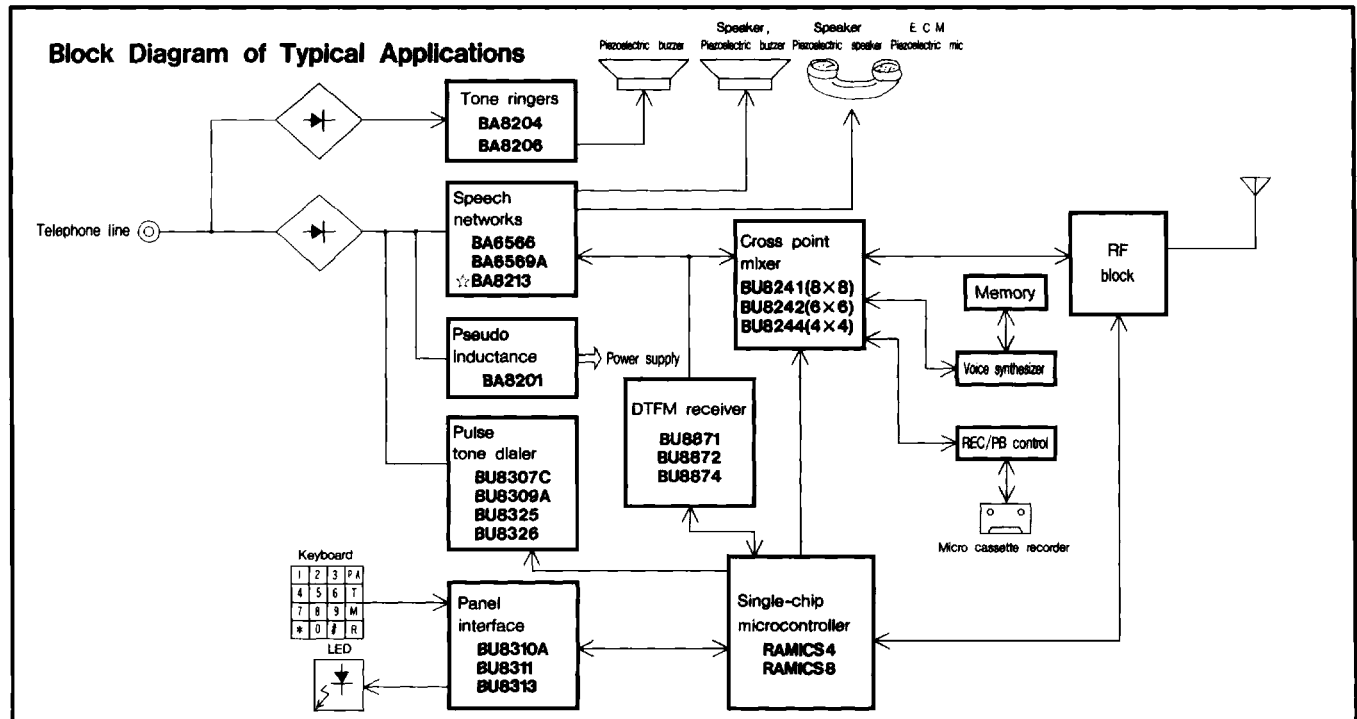 Block Diagram of Typical Applications
Piezoelectric buzzer
Speaker,
Piezoelectric buzzer
Speaker
Piezoelectric speaker
E C M
Piezoelectric mic
Tone ringers
BA8204
BA8206
Telephone line
Speech
networks
BA6566
BA6569A
☆BA8213
Cross point
mixer
BU8241(8×8)
BU8242(6×6)
BU8244(4×4)
RF
block
Memory
Voice synthesizer
Pseudo
inductance
BA8201
Power supply
DTFM receiver
BU8871
BU8872
BU8874
REC/PB control
Micro cassette recorder
Pulse
tone dialer
BU8307C
BU8309A
BU8325
BU8326
Keyboard
1 2 3 PA
4 5 6 T
7 8 9 M
* 0 # R
LED
Panel
interface
BU8310A
BU8311
BU8313
Single-chip
microcontroller
RAMICS4
RAMICS8